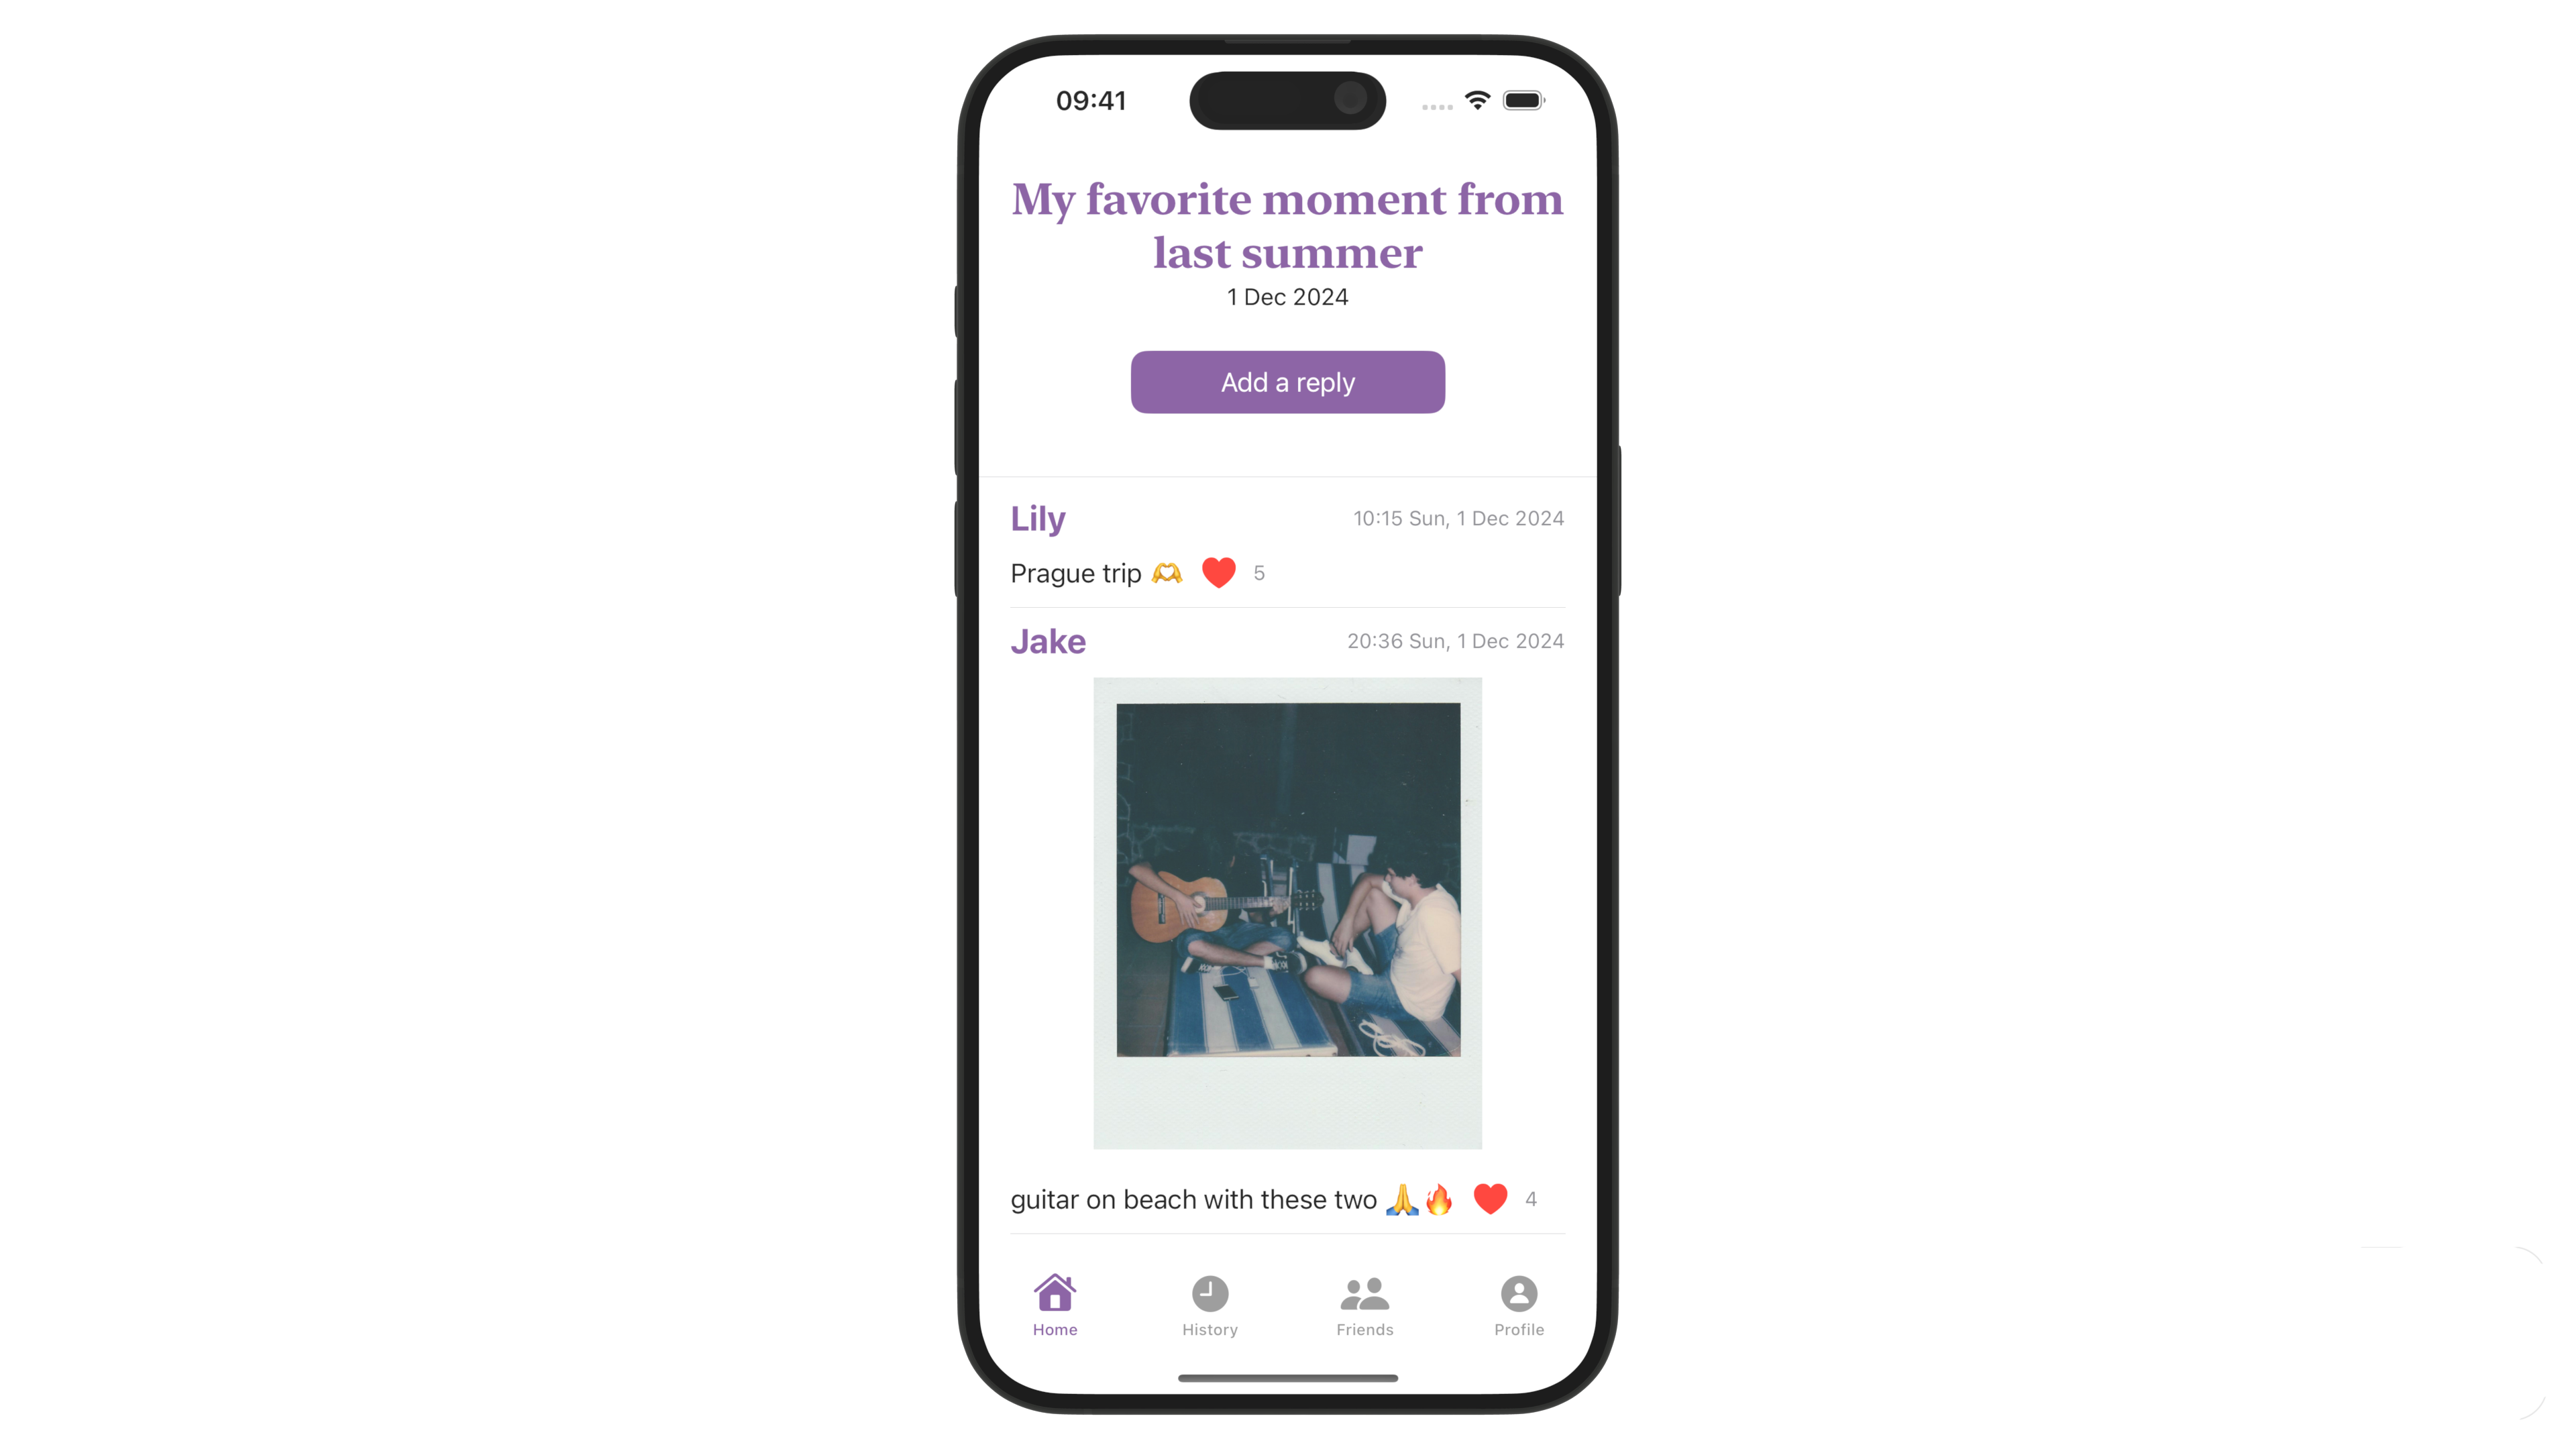 09:41
My favorite moment from
last summer
1 Dec 2024
Add a reply
Lily 10:15 Sun, 1 Dec 2024
Prague trip 🫶 ❤️ 5
Jake 20:36 Sun, 1 Dec 2024
guitar on beach with these two 🙏🔥 ❤️ 4
Home History Friends Profile